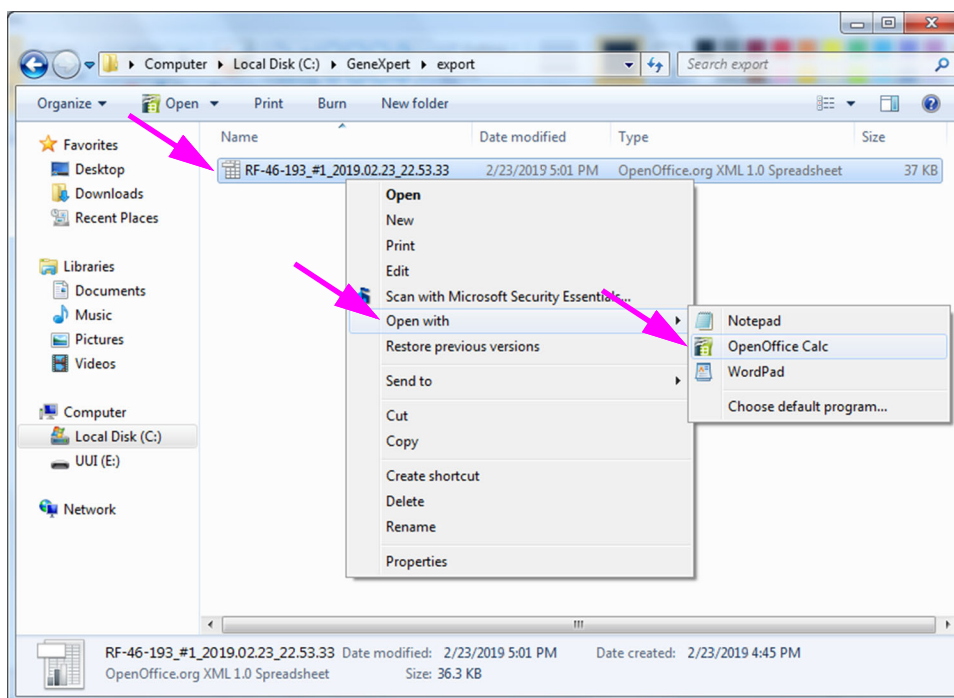 Computer Local Disk (C:) GeneXpert export Search export
Organize Open Print Burn New folder
Favorites
Desktop
Downloads
Recent Places
Libraries
Documents
Music
Pictures
Videos
Computer
Local Disk (C:)
UUI (E:)
Network
Name Date modified Type Size
RF-46-193_#1_2019.02.23_22.53.33 2/23/2019 5:01 PM OpenOffice.org XML 1.0 Spreadsheet 37 KB
Open
New
Print
Edit
Scan with Microsoft Security Essentials...
Open with
Restore previous versions
Send to
Cut
Copy
Create shortcut
Delete
Rename
Properties
Notepad
OpenOffice Calc
WordPad
Choose default program...
RF-46-193_#1_2019.02.23_22.53.33 Date modified: 2/23/2019 5:01 PM Date created: 2/23/2019 4:45 PM
OpenOffice.org XML 1.0 Spreadsheet Size: 36.3 KB